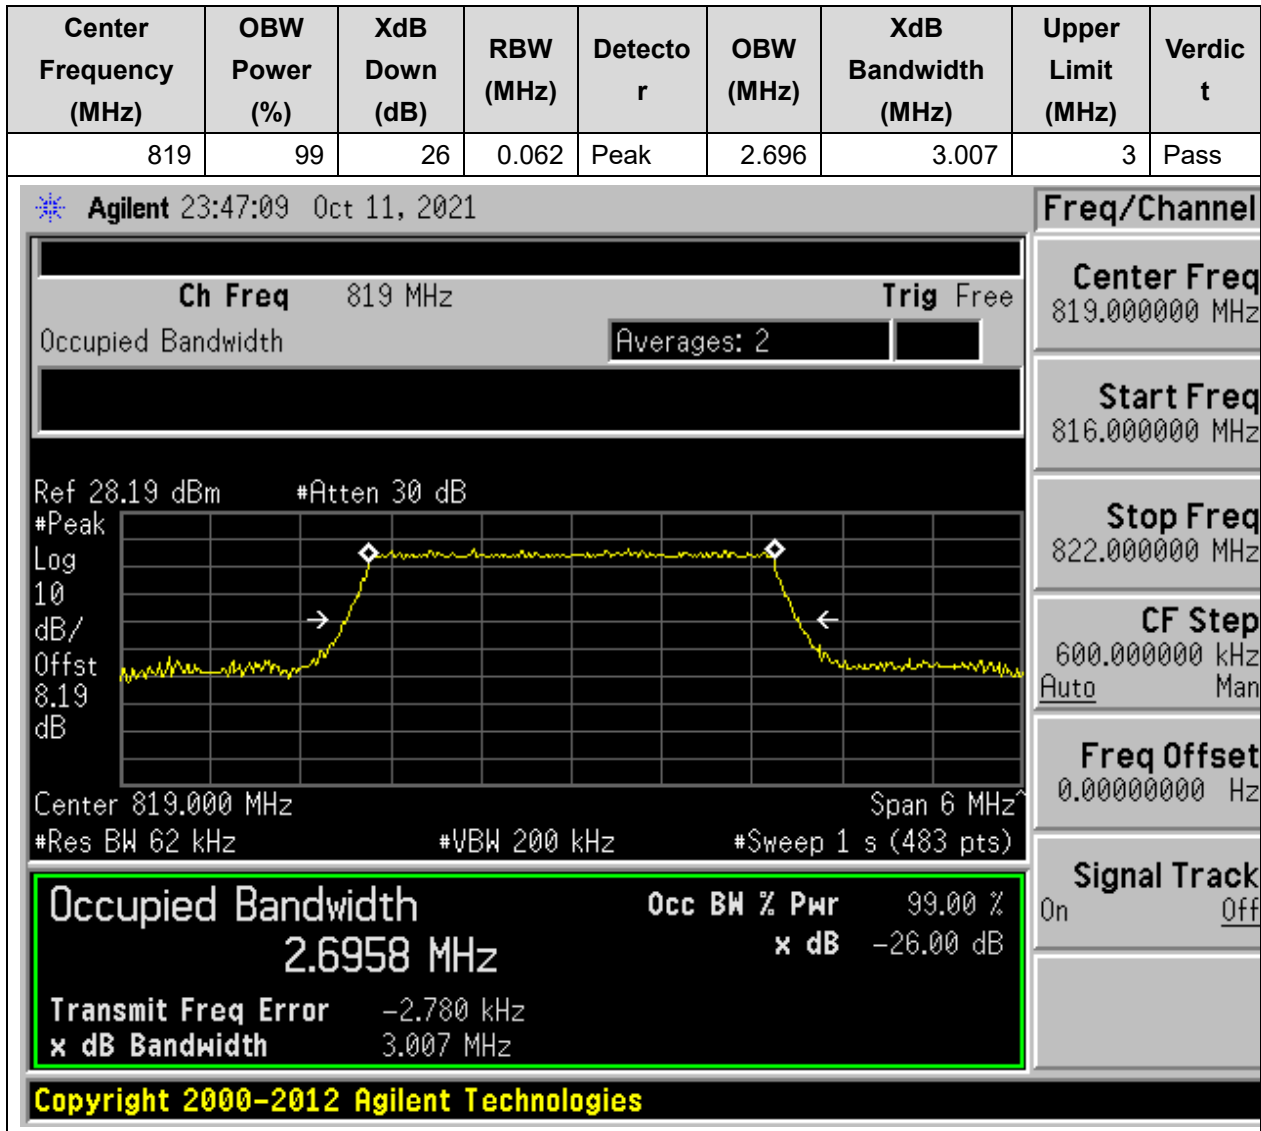 Center Frequency (MHz) OBW Power (%) XdB Down (dB) RBW (MHz) Detecto r OBW (MHz) XdB Bandwidth (MHz) Upper Limit (MHz) Verdic t
819 99 26 0.062 Peak 2.696 3.007 3 Pass
Agilent 23:47:09 Oct 11, 2021
Freq/Channel
Ch Freq 819 MHz Trig Free
Occupied Bandwidth Averages: 2
Ref 28.19 dBm #Atten 30 dB
#Peak
Log
10
dB/
Offst
8.19
dB
Center 819.000 MHz Span 6 MHz^
#Res BW 62 kHz #VBW 200 kHz #Sweep 1 s (483 pts)
Occupied Bandwidth Occ BW % Pwr 99.00 %
2.6958 MHz x dB -26.00 dB
Transmit Freq Error -2.780 kHz
x dB Bandwidth 3.007 MHz
Center Freq
819.000000 MHz
Start Freq
816.000000 MHz
Stop Freq
822.000000 MHz
CF Step
600.000000 kHz
Auto Man
Freq Offset
0.00000000 Hz
Signal Track
On Off
Copyright 2000-2012 Agilent Technologies